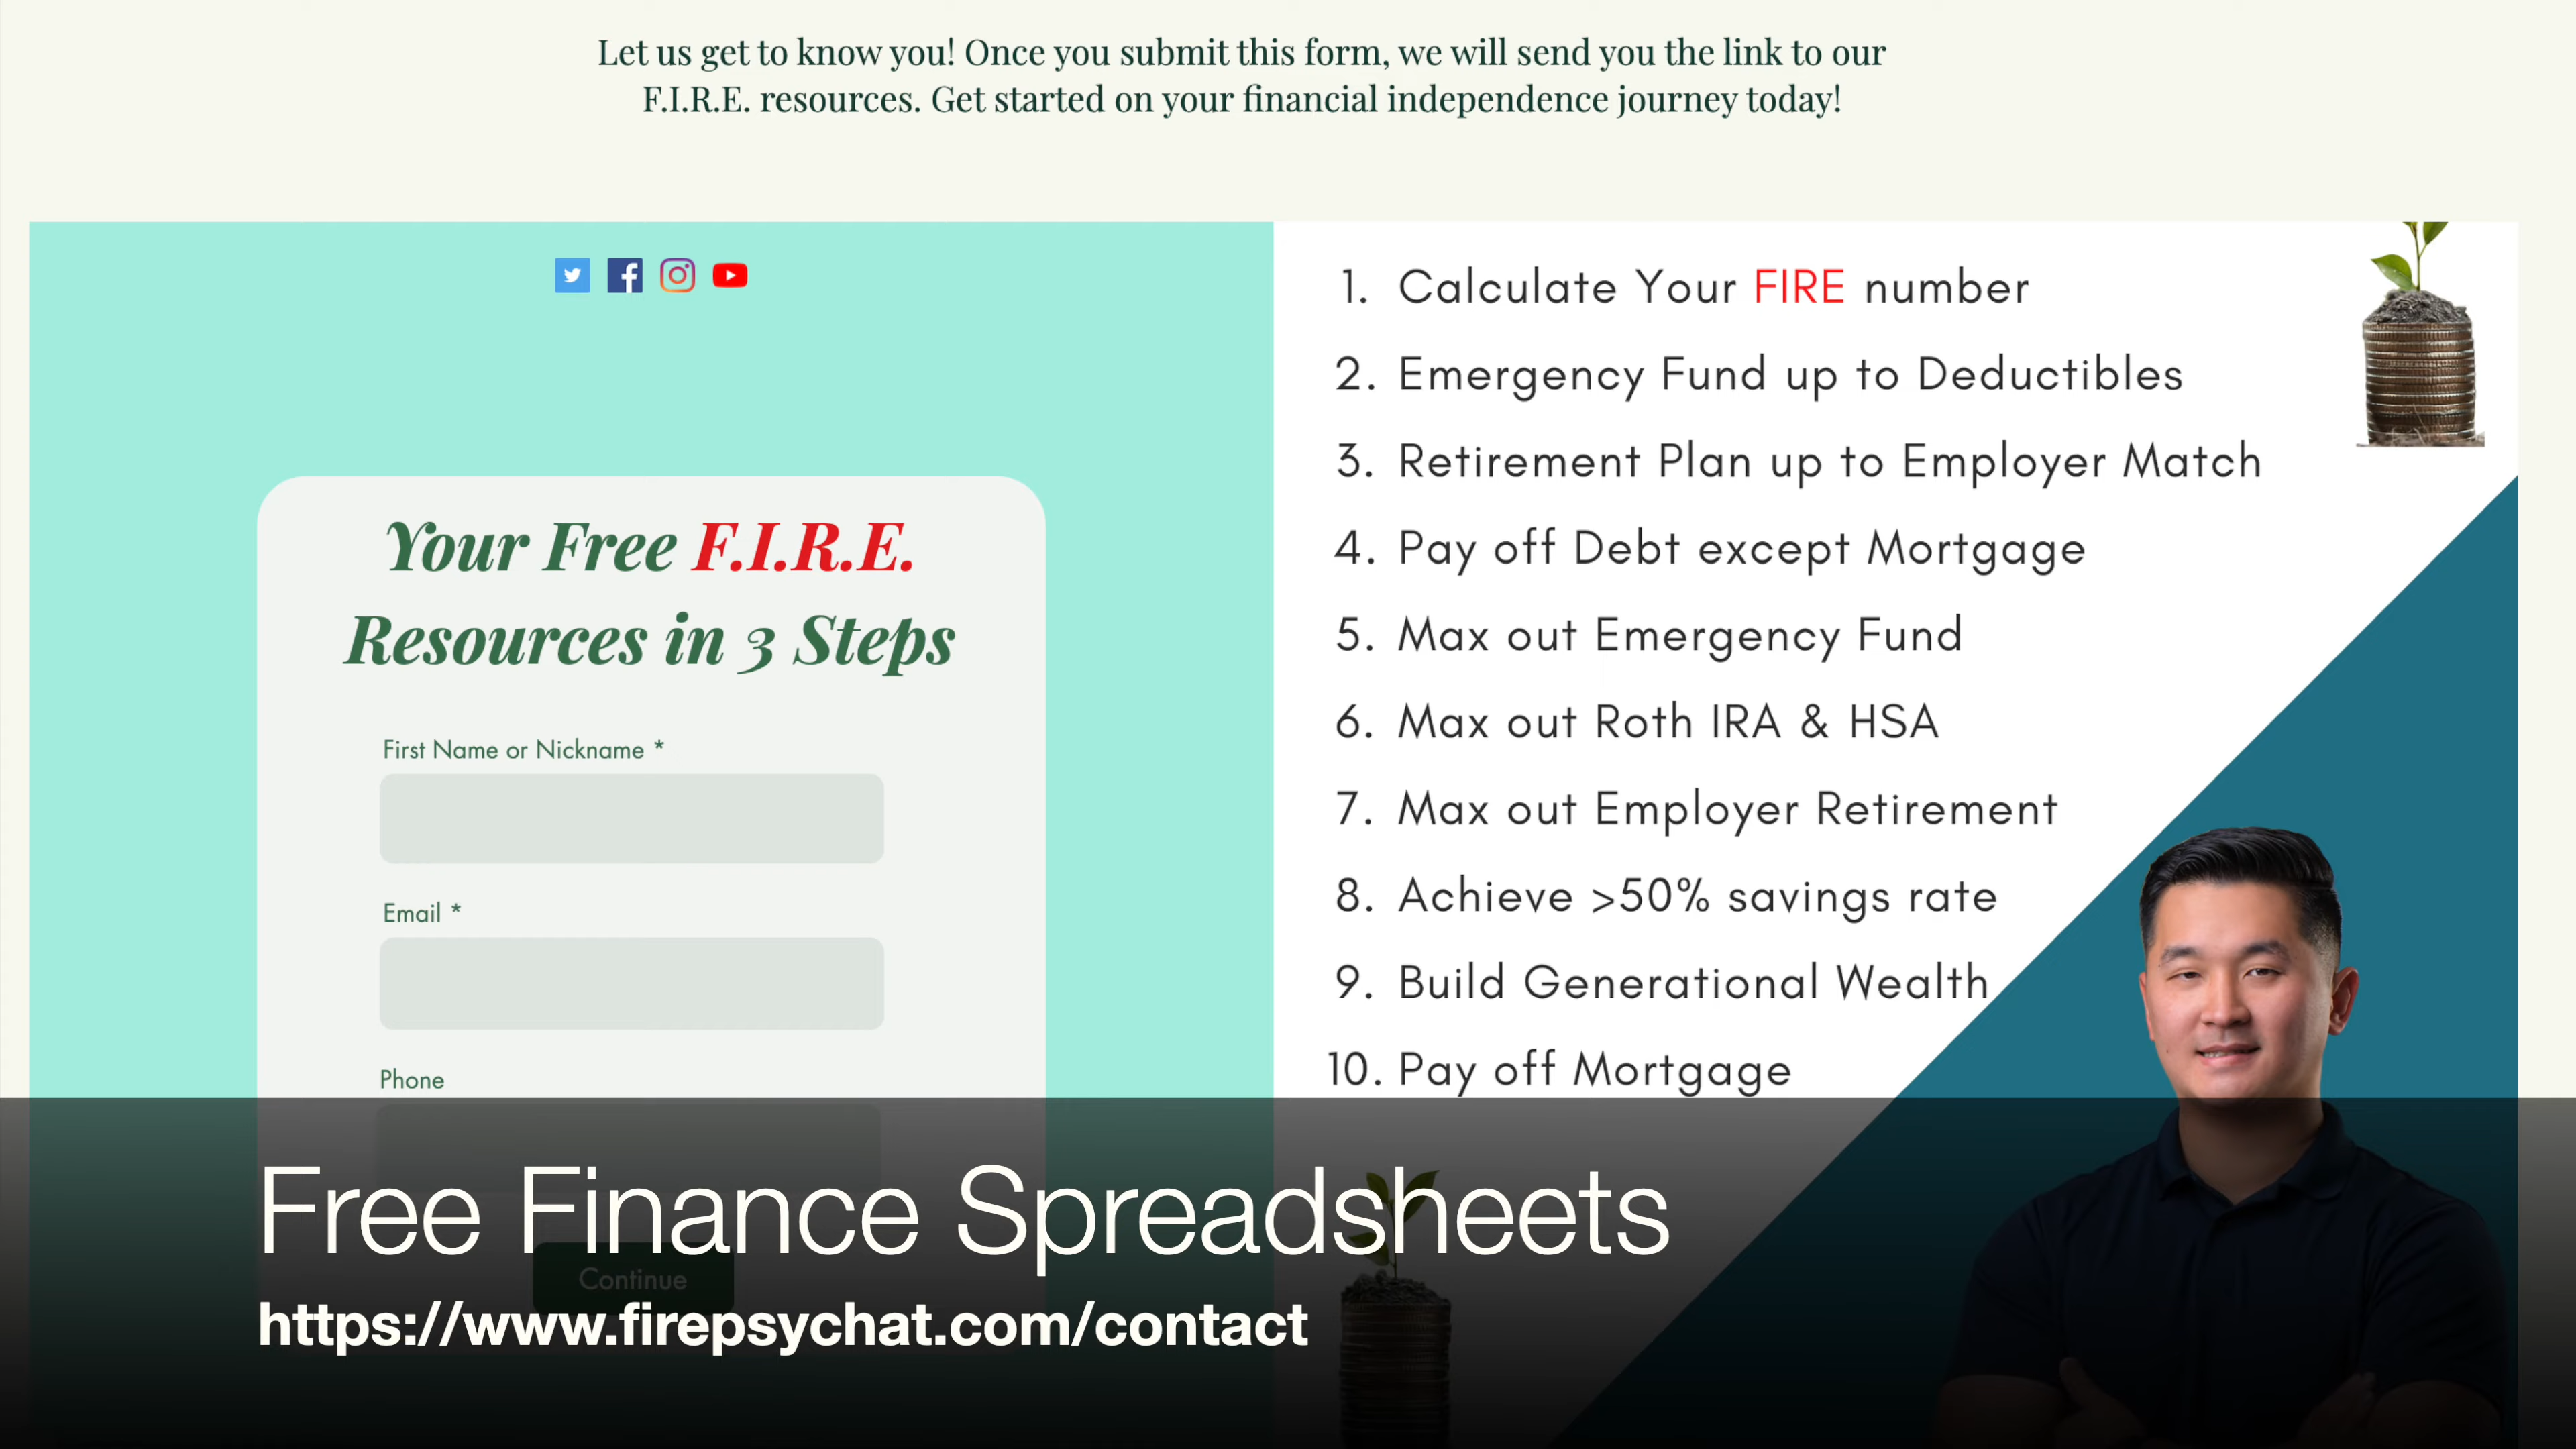 Let us get to know you! Once you submit this form, we will send you the link to our
F.I.R.E. resources. Get started on your financial independence journey today!
Your Free F.I.R.E.
Resources in 3 Steps
First Name or Nickname *
Email *
Phone
Continue
1. Calculate Your FIRE number
2. Emergency Fund up to Deductibles
3. Retirement Plan up to Employer Match
4. Pay off Debt except Mortgage
5. Max out Emergency Fund
6. Max out Roth IRA & HSA
7. Max out Employer Retirement
8. Achieve >50% savings rate
9. Build Generational Wealth
10. Pay off Mortgage
Free Finance Spreadsheets
https://www.firepsychat.com/contact